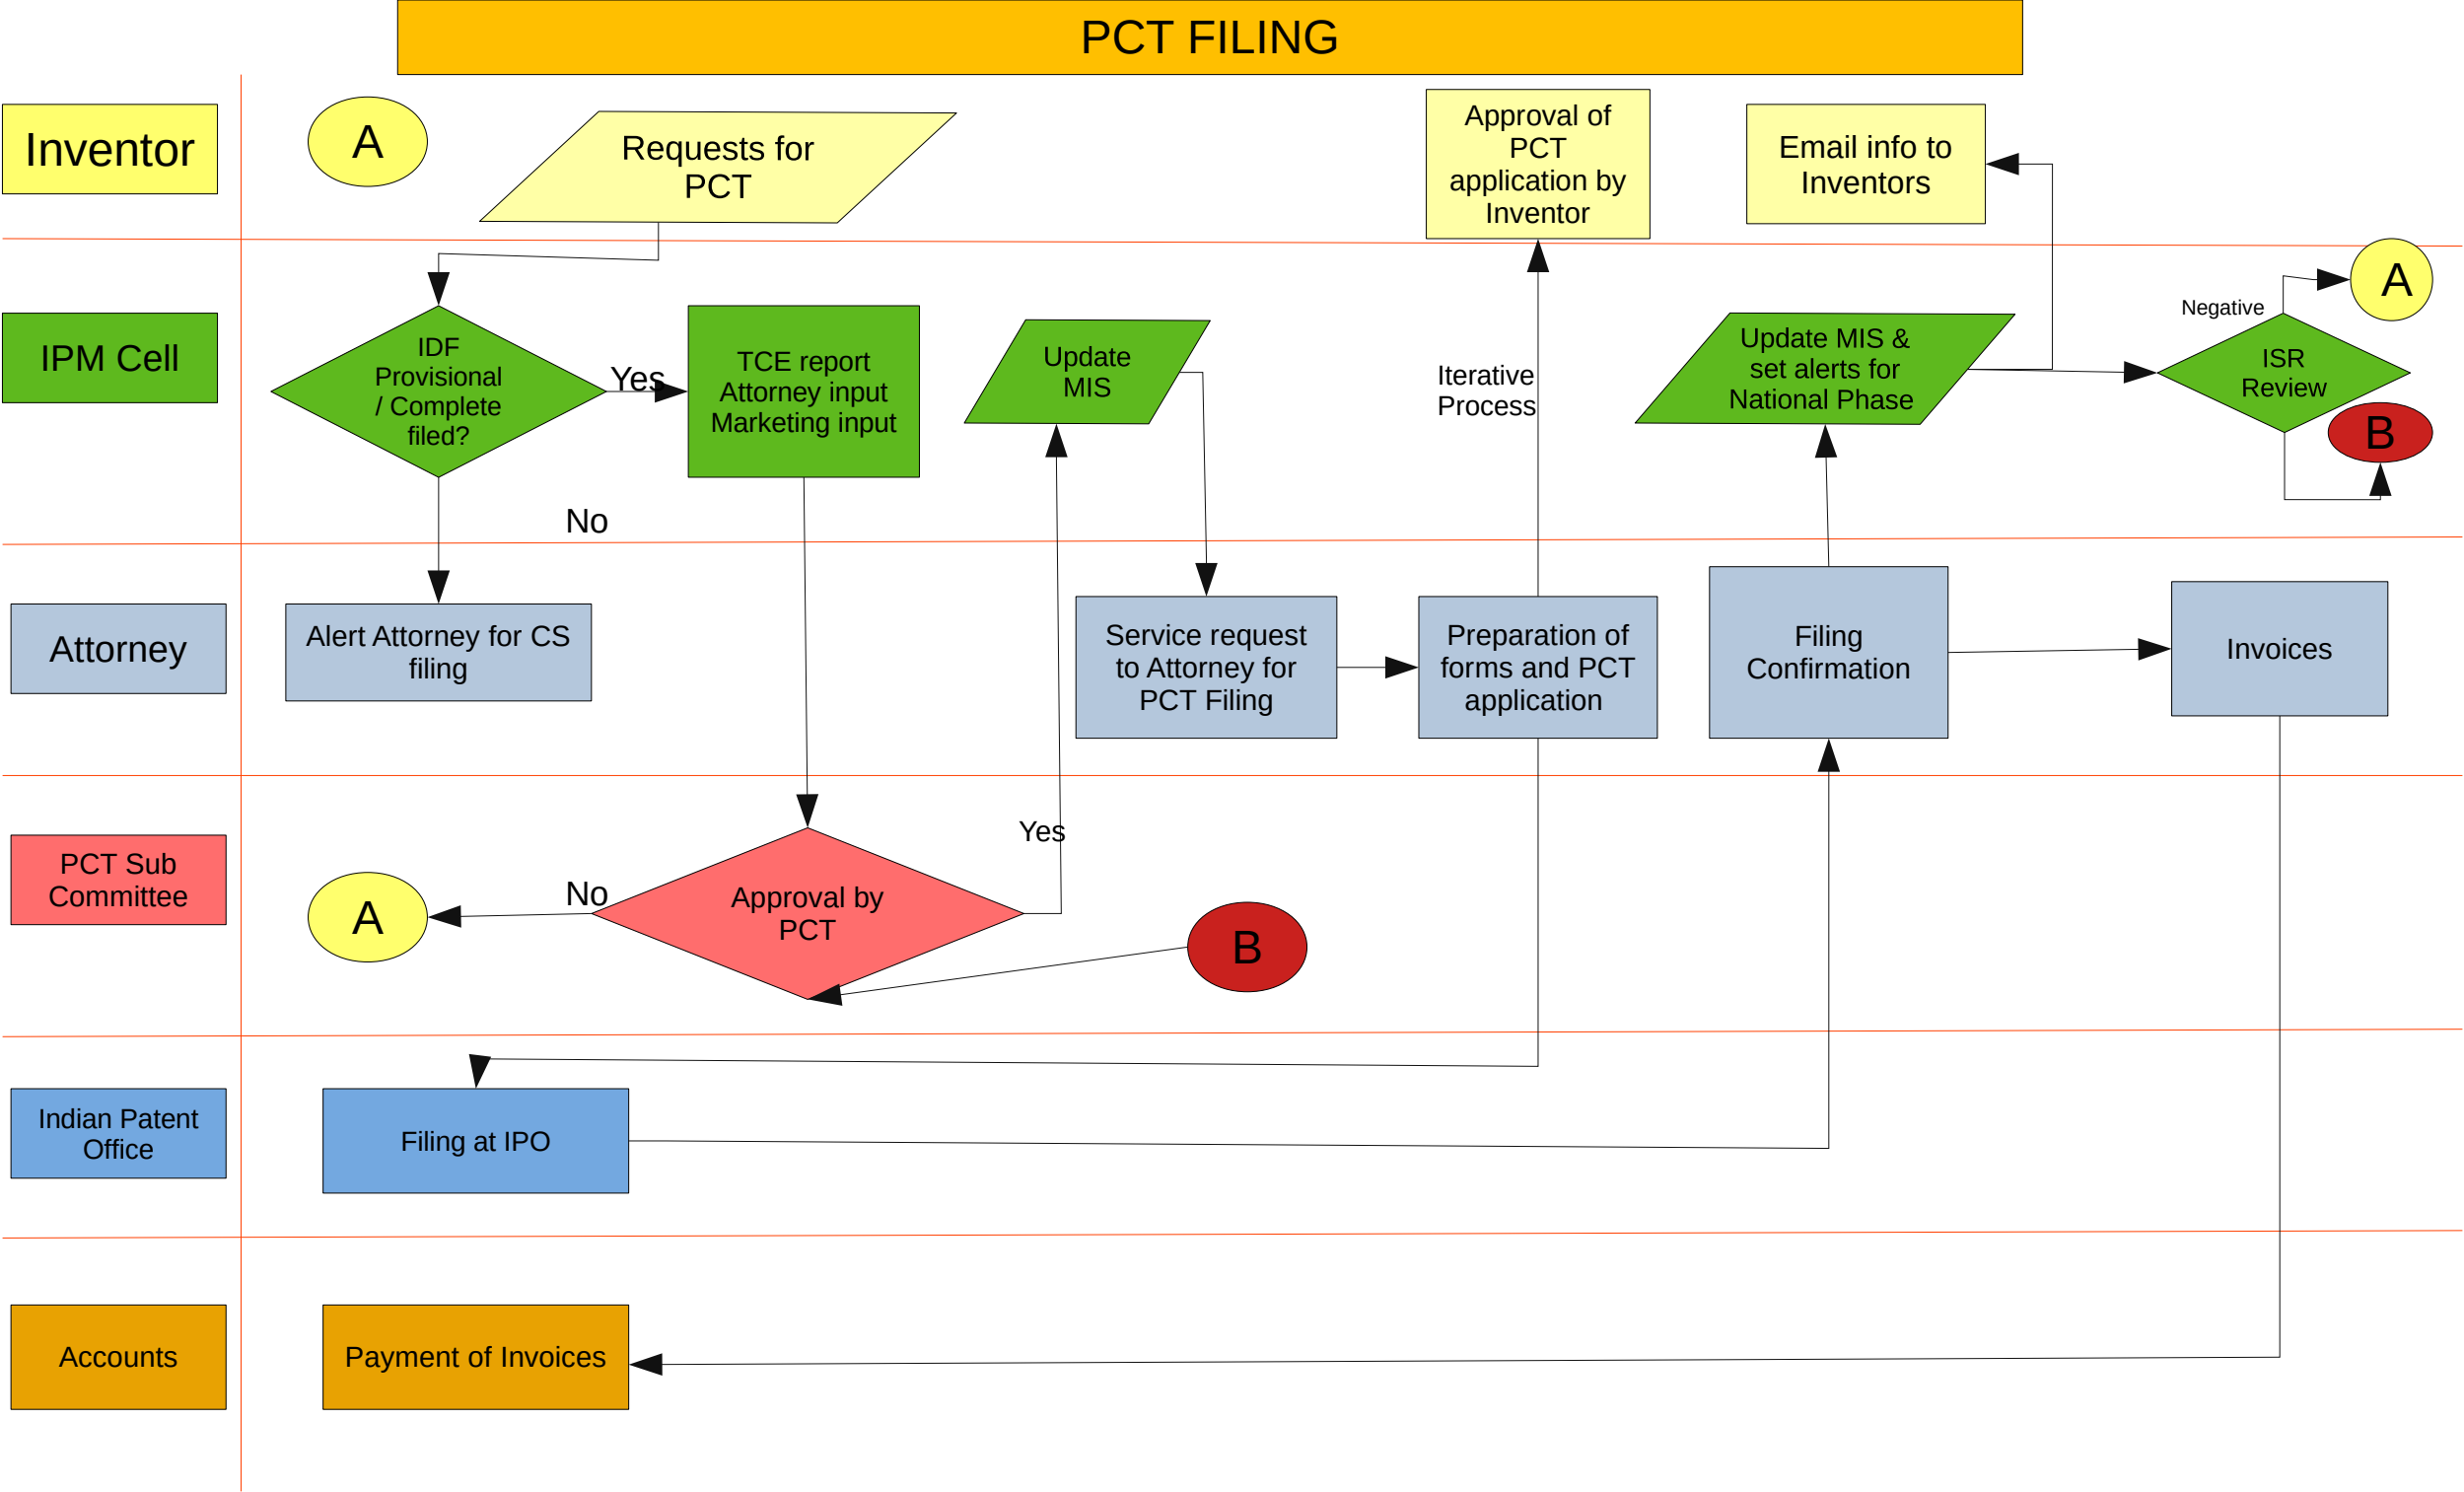 PCT FILING
Inventor
A
Requests for
PCT
Approval of
PCT
application by
Inventor
Email info to
Inventors
IPM Cell
IDF
Provisional
/ Complete
filed?
Yes
TCE report
Attorney input
Marketing input
Update
MIS
Iterative
Process
Update MIS &
set alerts for
National Phase
Negative
ISR
Review
A
B
No
Attorney
Alert Attorney for CS
filing
Service request
to Attorney for
PCT Filing
Preparation of
forms and PCT
application
Filing
Confirmation
Invoices
PCT Sub
Committee
A
No
Approval by
PCT
Yes
B
Indian Patent
Office
Filing at IPO
Accounts
Payment of Invoices